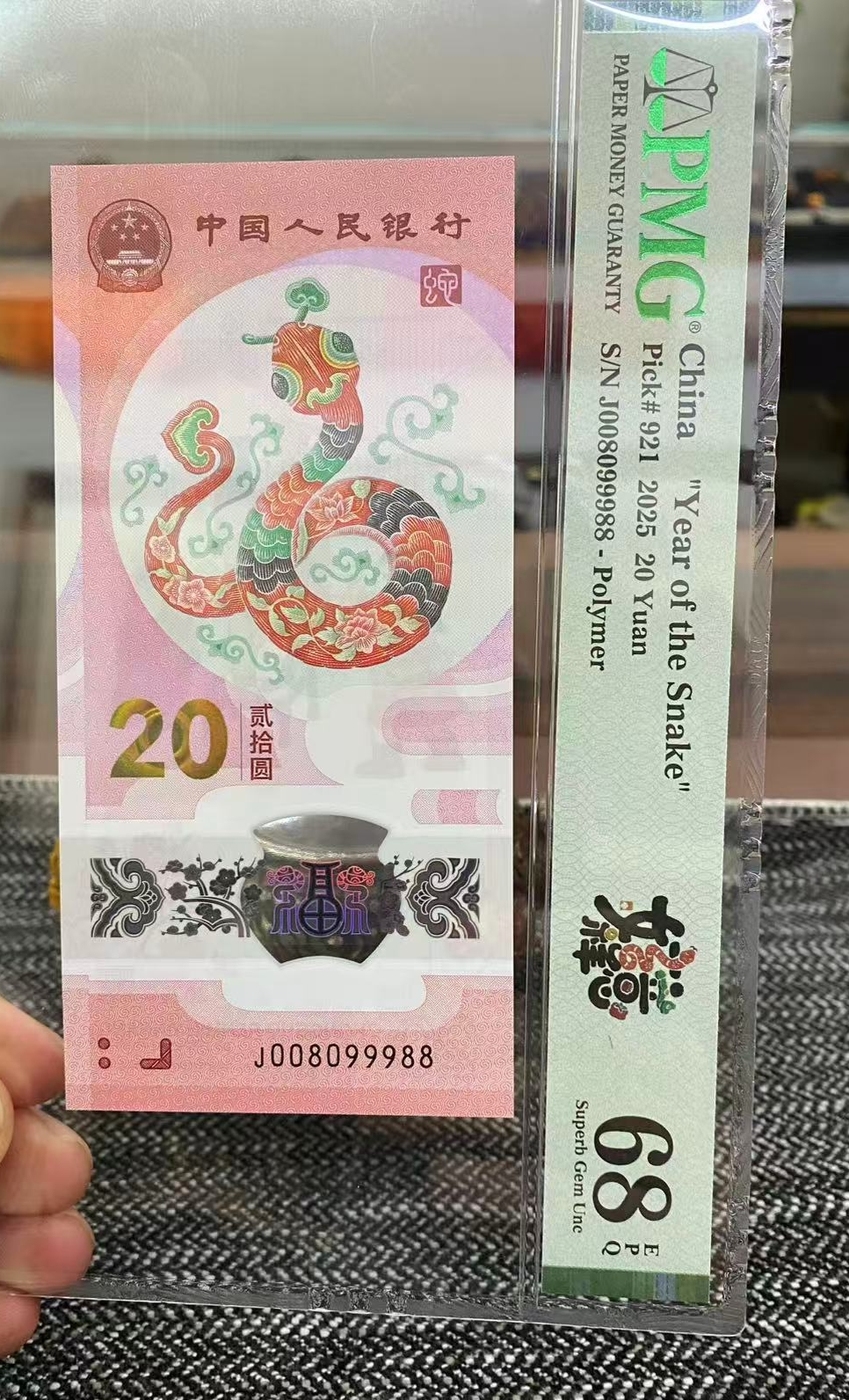 中国人民银行
蛇
20
贰拾圆
福
J008099988
PMG®
PAPER MONEY GUARANTY
China "Year of the Snake"
Pick# 921 2025 20 Yuan
S/N J008099988 - Polymer
68
EPQ
Superb Gem Unc